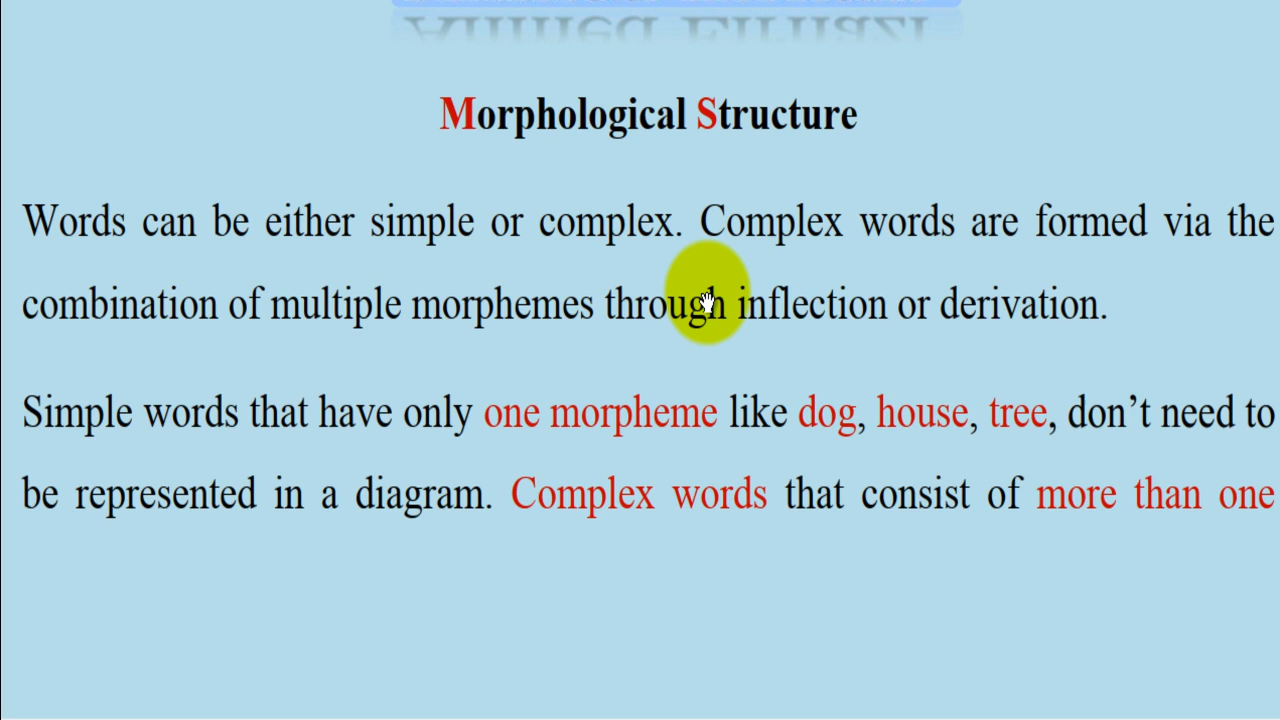 Morphological Structure
Words can be either simple or complex. Complex words are formed via the
combination of multiple morphemes through inflection or derivation.
Simple words that have only one morpheme like dog, house, tree, don’t need to
be represented in a diagram. Complex words that consist of more than one